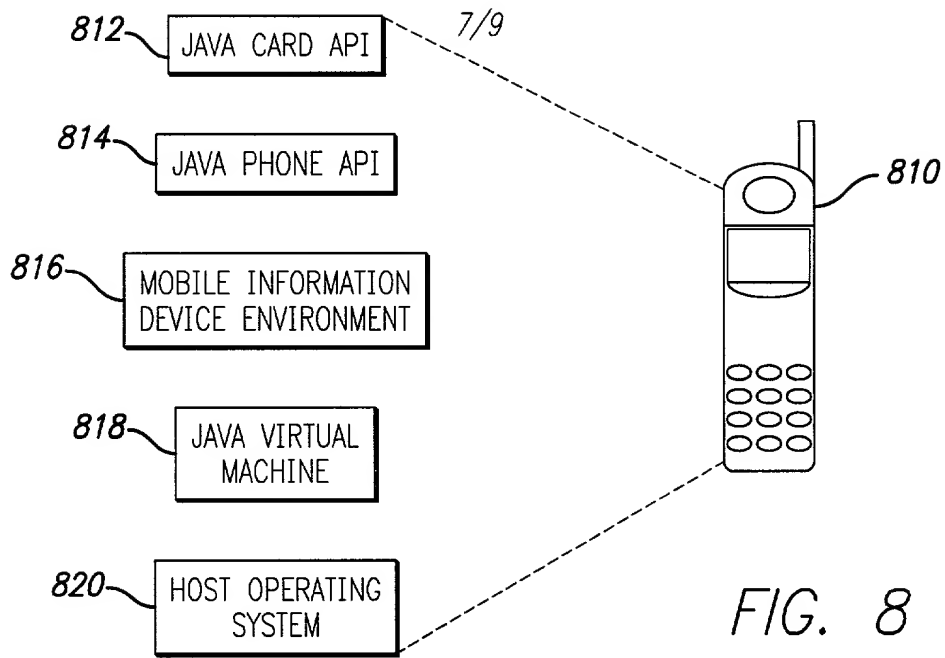 7/9
812
JAVA CARD API
814
JAVA PHONE API
810
816
MOBILE INFORMATION
DEVICE ENVIRONMENT
818
JAVA VIRTUAL
MACHINE
820
HOST OPERATING
SYSTEM
FIG. 8